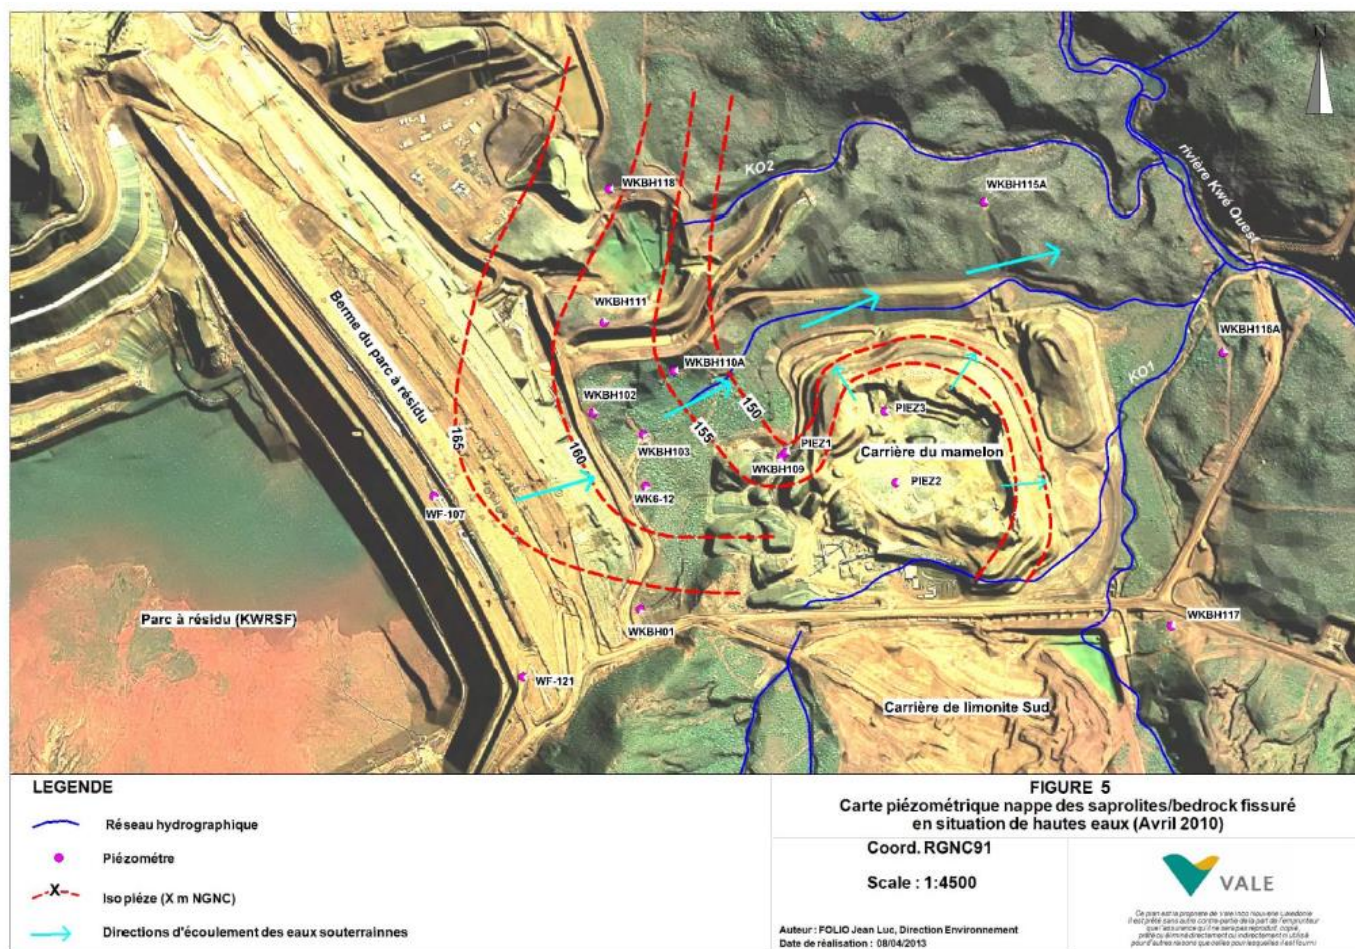 N
KO2
WKBH118
WKBH115A
rivière Kwé Ouest
WKBH111
Berme du parc à résidu
WKBH110A
WKBH116A
KO1
WKBH102
150
PIEZ3
165
155
PIEZ1
WKBH103
160
Carrière du mamelon
WKBH109
PIEZ2
WK6-12
WF-107
Parc à résidu (KWRSF)
WKBH01
WKBH117
WF-121
Carrière de limonite Sud
LEGENDE
Réseau hydrographique
Piézométre
X
Isopiéze (X m NGNC)
Directions d'écoulement des eaux souterrainnes
FIGURE 5
Carte piézométrique nappe des saprolites/bedrock fissuré
en situation de hautes eaux (Avril 2010)
Coord. RGNC91
Scale : 1:4500
Auteur : FOLIO Jean Luc, Direction Environnement
Date de réalisation : 08/04/2013
VALE